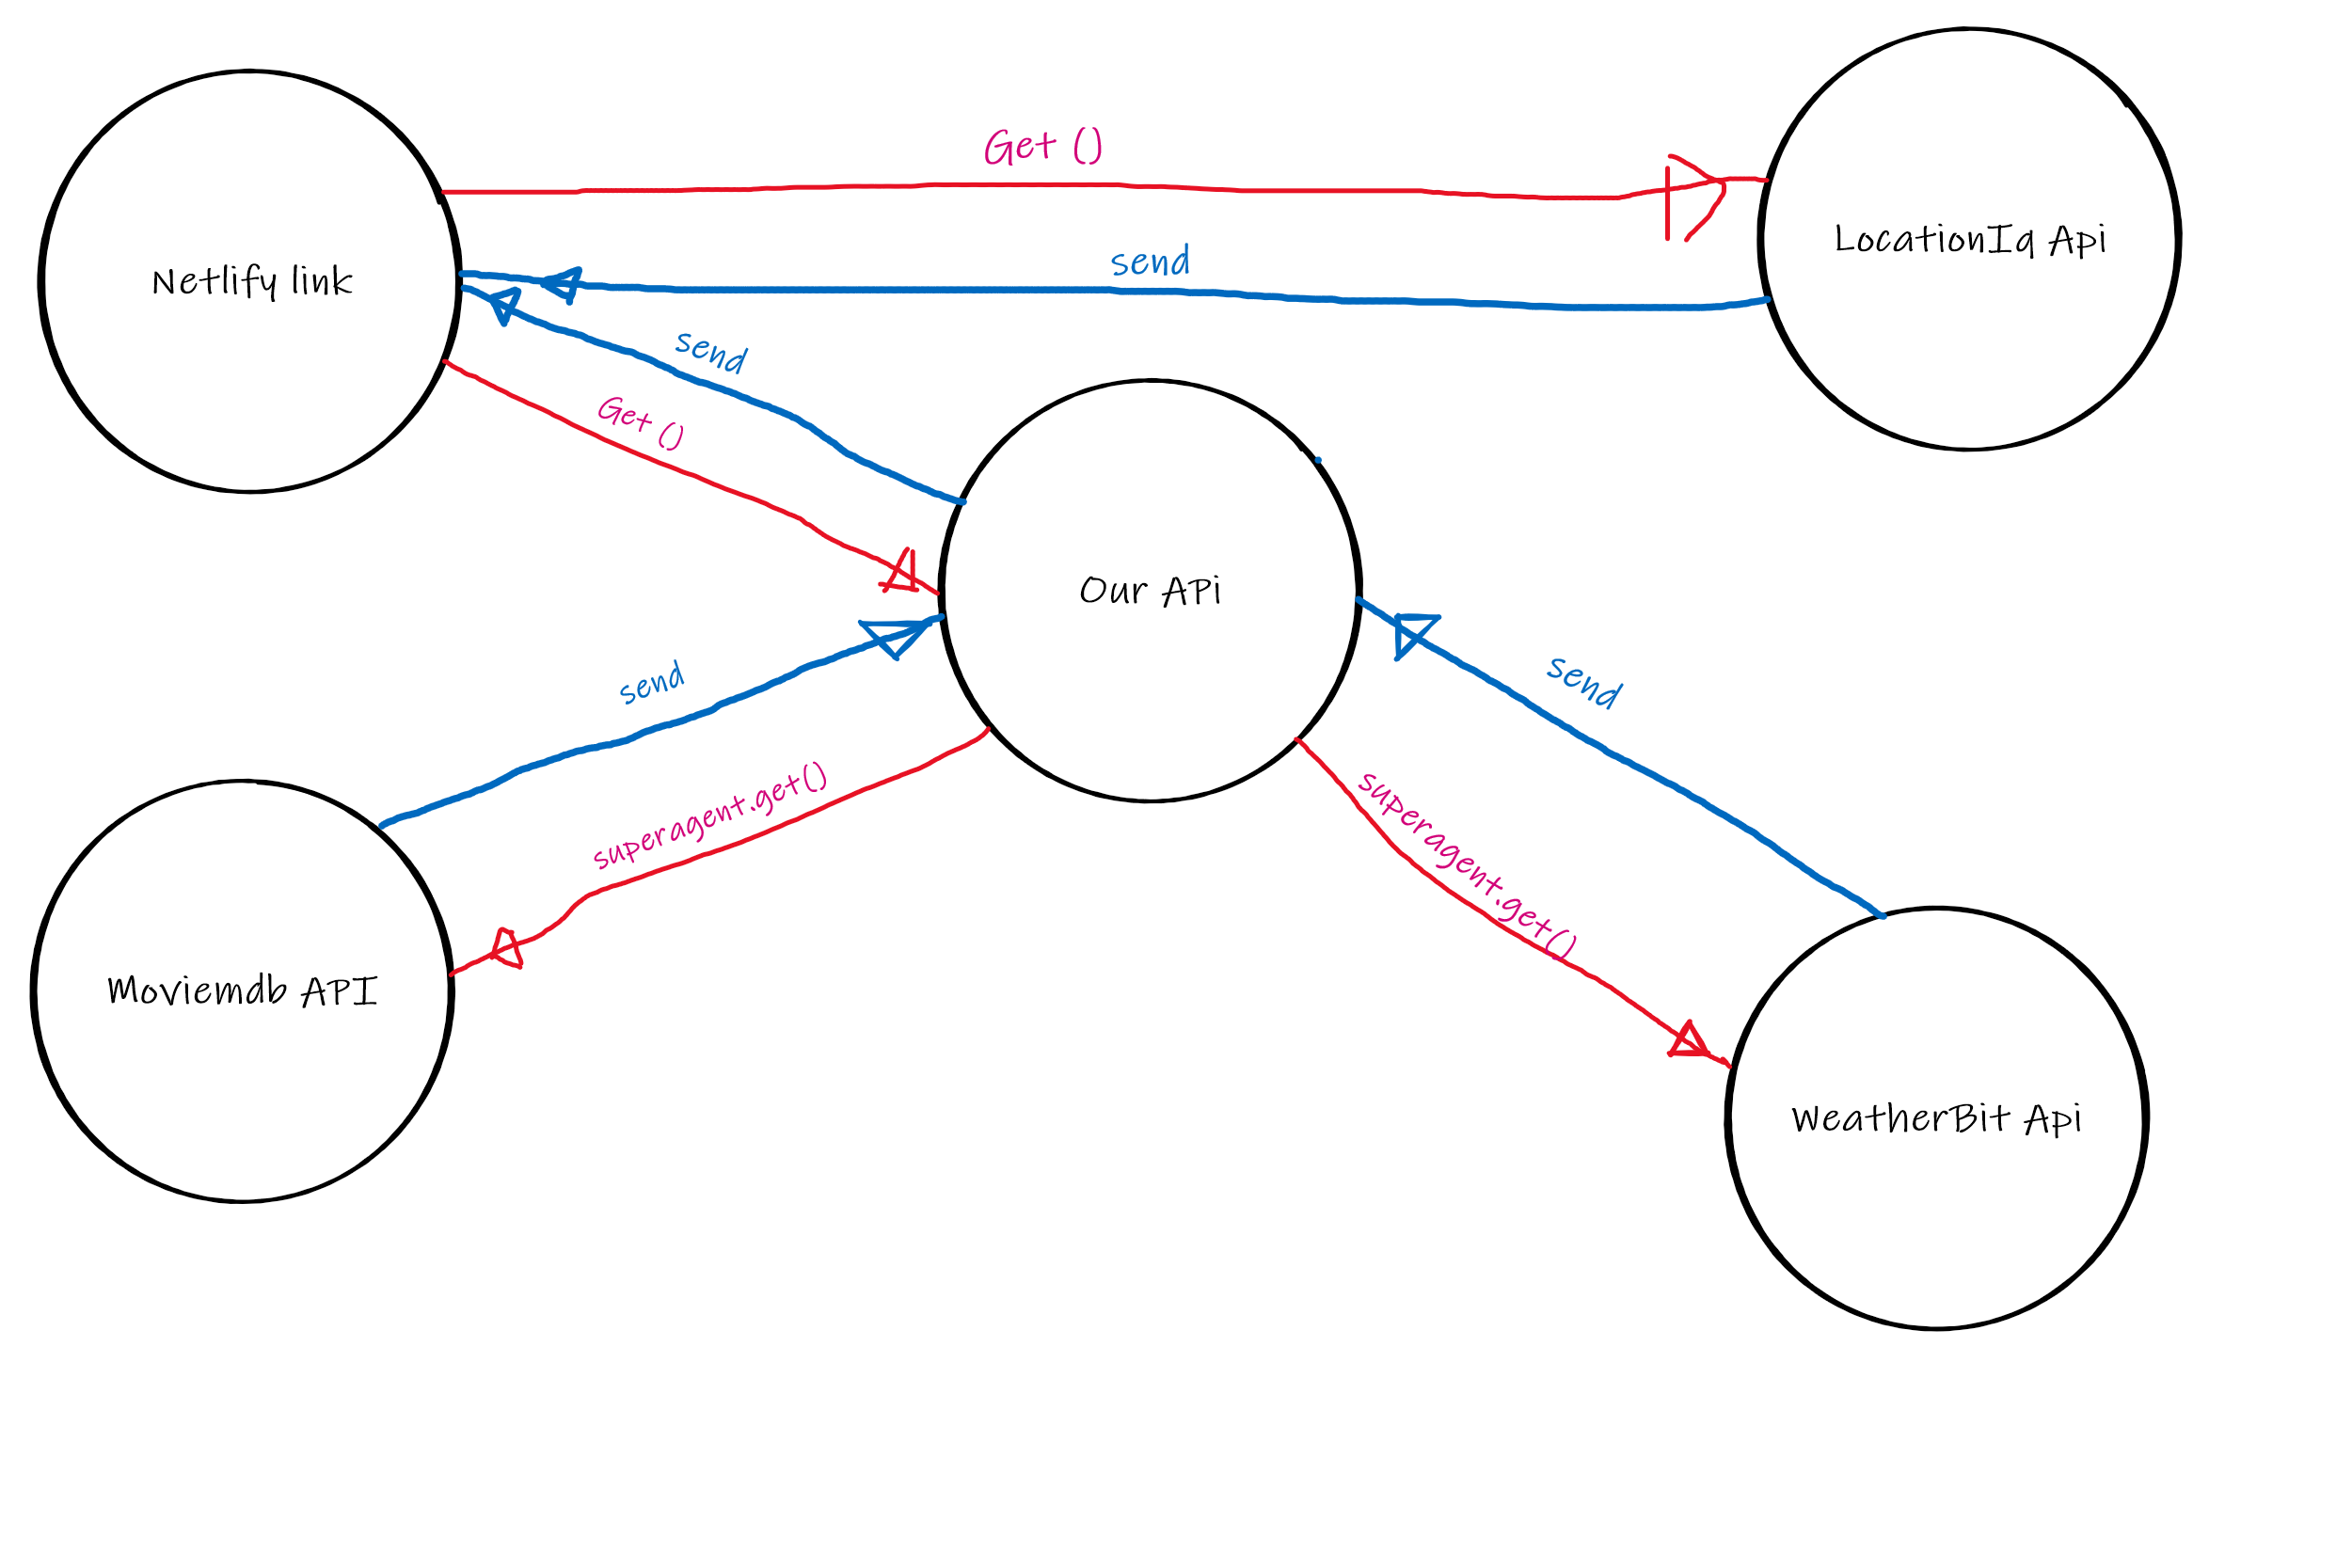 Get ()
LocationIq Api
send
Netlify link
send
Get ()
Our Api
send
send
superagent.get()
superagent.get()
Moviemdb API
WeatherBit Api